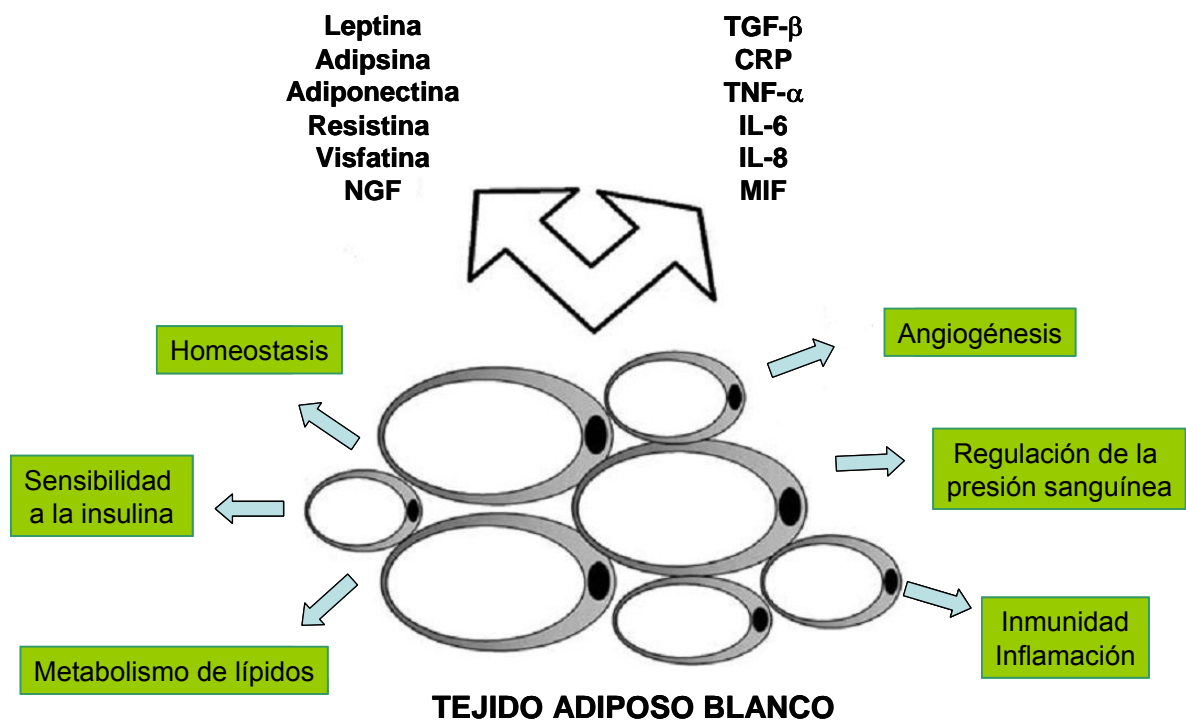 Leptina
Adipsina
Adiponectina
Resistina
Visfatina
NGF
TGF-β
CRP
TNF-α
IL-6
IL-8
MIF
Homeostasis
Angiogénesis
Sensibilidad
a la insulina
Regulación de la
presión sanguínea
Metabolismo de lípidos
Inmunidad
Inflamación
TEJIDO ADIPOSO BLANCO